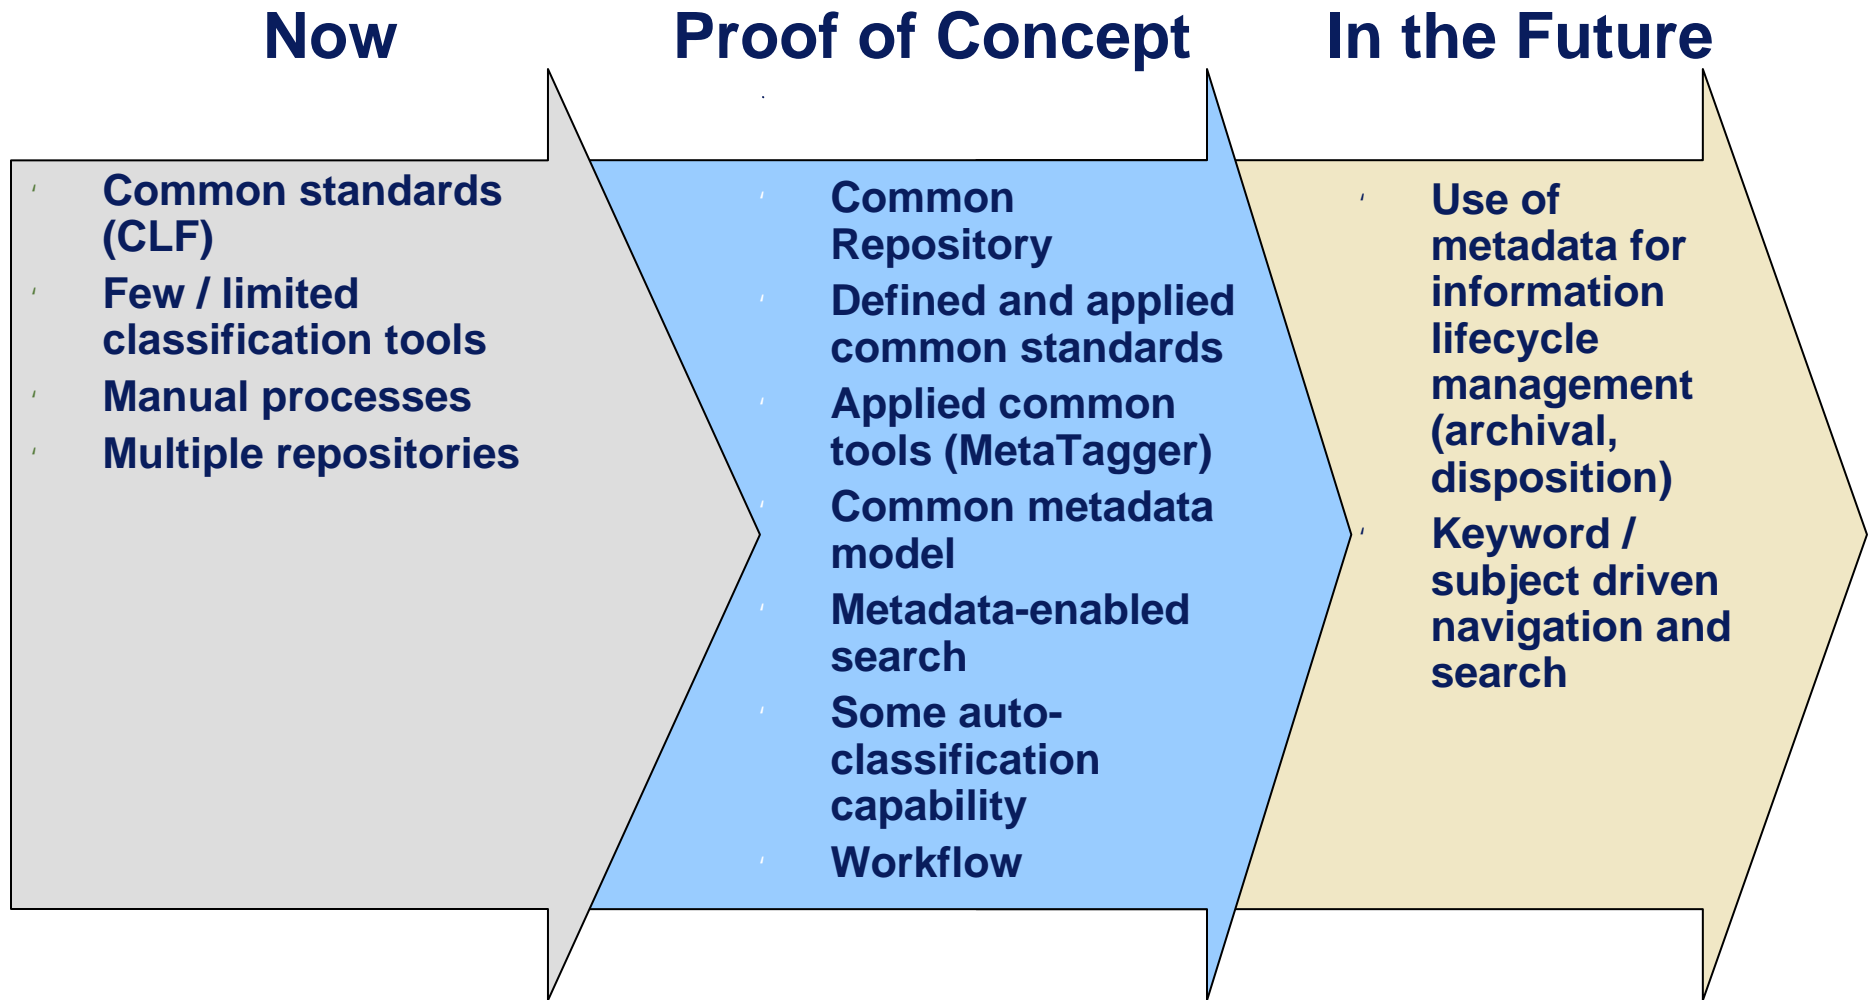 Now
Common standards
(CLF)
Few / limited
classification tools
Manual processes
Multiple repositories
Proof of Concept
Common
Repository
Defined and applied
common standards
Applied common
tools (MetaTagger)
Common metadata
model
Metadata-enabled
search
Some auto-
classification
capability
Workflow
In the Future
Use of
metadata for
information
lifecycle
management
(archival,
disposition)
Keyword /
subject driven
navigation and
search